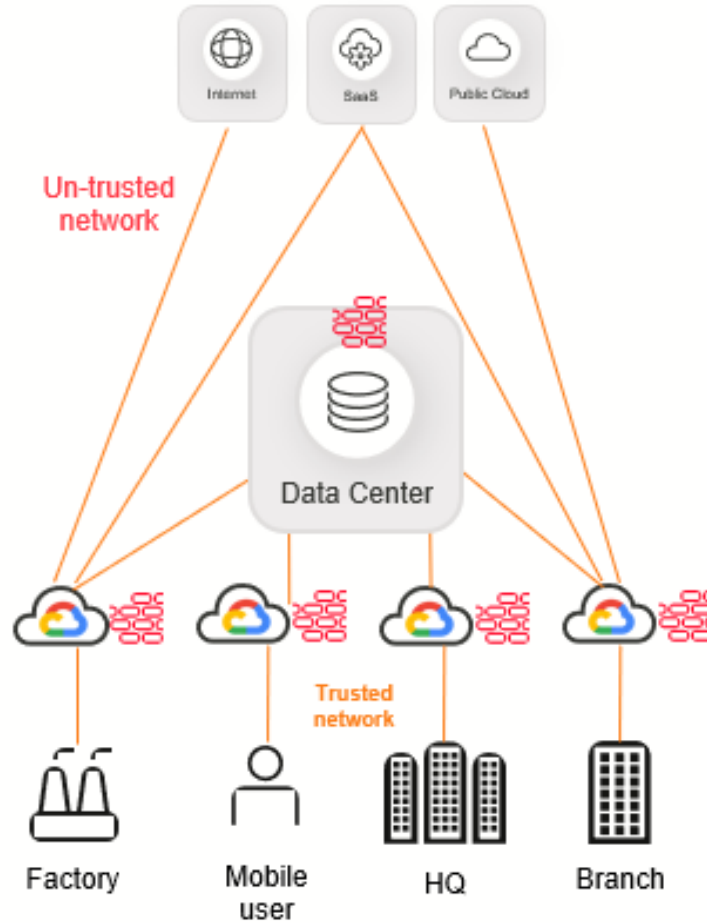 Internet
SaaS
Public Cloud
Un-trusted
network
Data Center
Trusted
network
Factory
Mobile
user
HQ
Branch